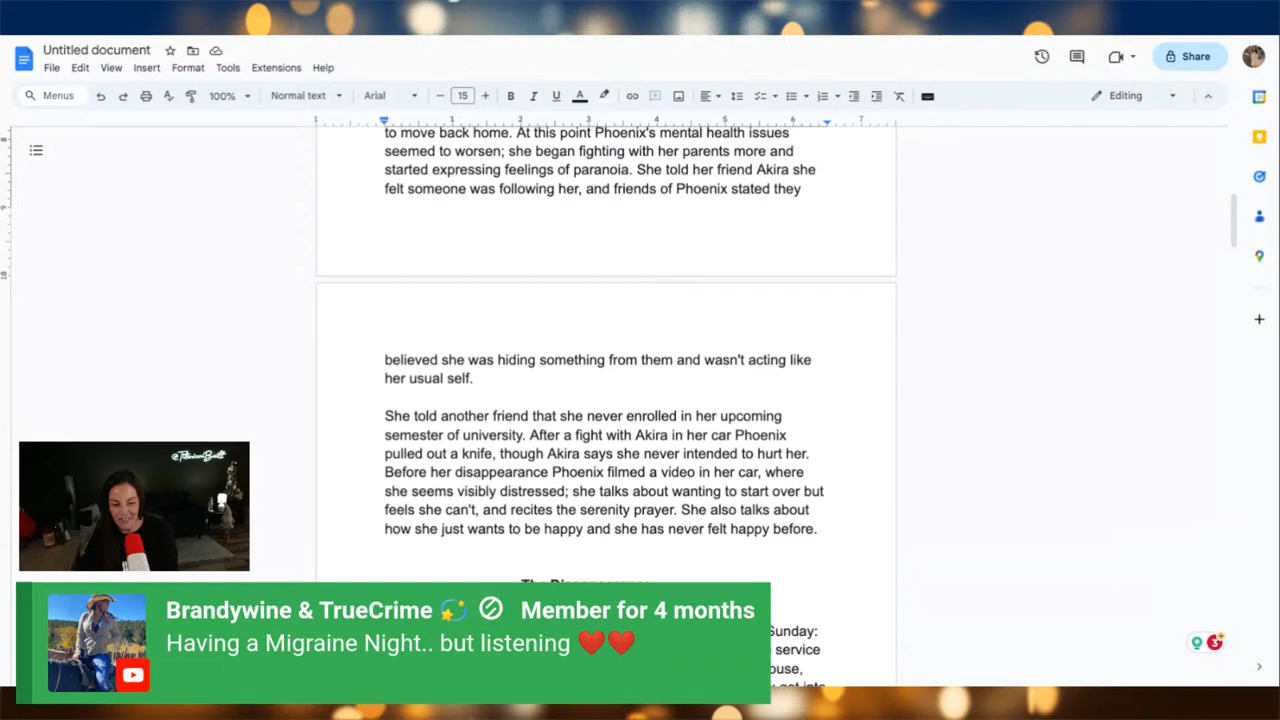 Untitled document
Share
File Edit View Insert Format Tools Extensions Help
Menus 100% Normal text Arial 15 B I U A Editing
1 1 2 3 4 5 6 7
to move back home. At this point Phoenix's mental health issues
seemed to worsen; she began fighting with her parents more and
started expressing feelings of paranoia. She told her friend Akira she
felt someone was following her, and friends of Phoenix stated they
believed she was hiding something from them and wasn't acting like
her usual self.
She told another friend that she never enrolled in her upcoming
semester of university. After a fight with Akira in her car Phoenix
pulled out a knife, though Akira says she never intended to hurt her.
Before her disappearance Phoenix filmed a video in her car, where
she seems visibly distressed; she talks about wanting to start over but
feels she can't, and recites the serenity prayer. She also talks about
how she just wants to be happy and she has never felt happy before.
Sunday:
service
Brandywine & TrueCrime 💫 Member for 4 months
Having a Migraine Night.. but listening ❤️❤️